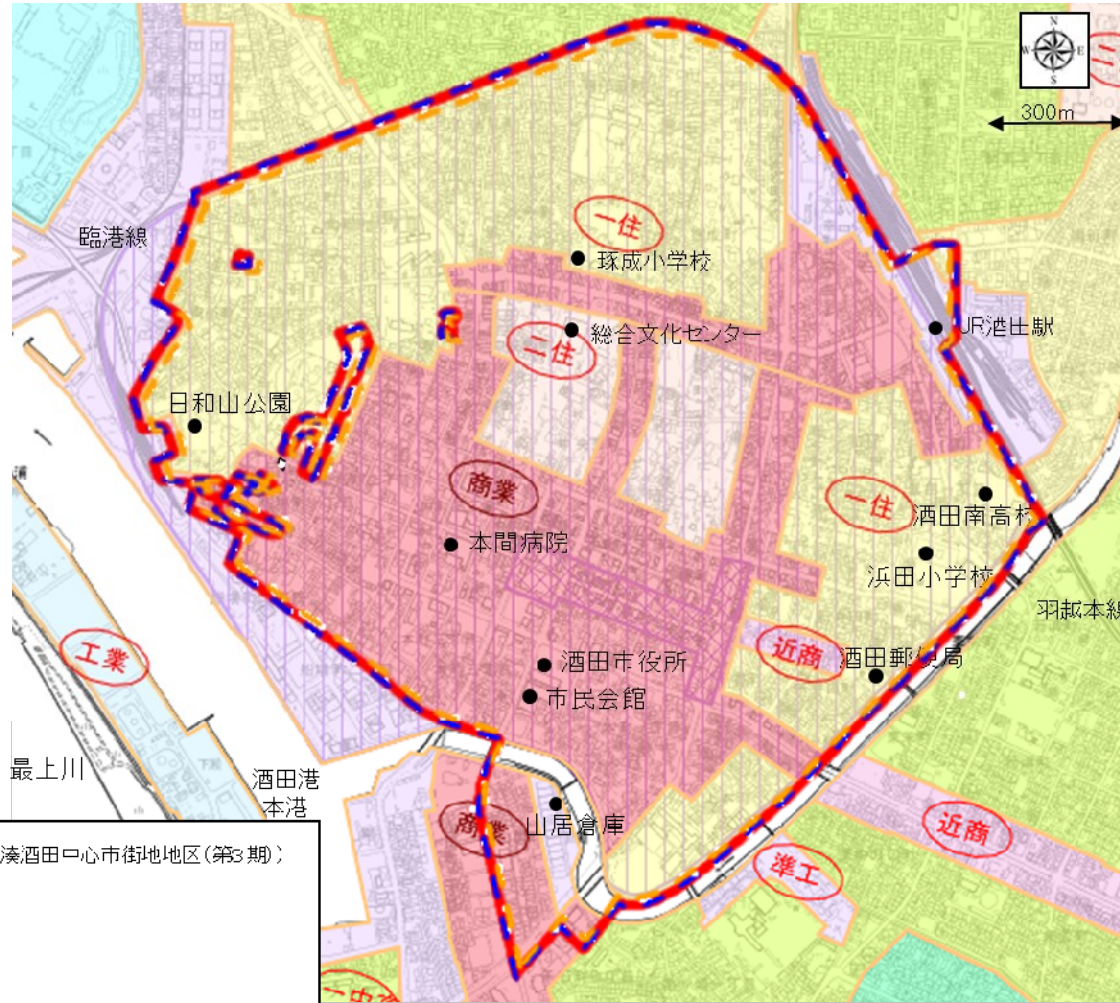 N
W
E
S
300m
一住
臨港線
琢成小学校
総合文化センター
二住
JR酒田駅
日和山公園
商業
一住
酒田南高校
本間病院
浜田小学校
羽越本線
工業
近商
酒田郵便局
酒田市役所
市民会館
最上川
酒田港
本港
商業
山居倉庫
近商
湊酒田中心市街地地区(第3期)
準工